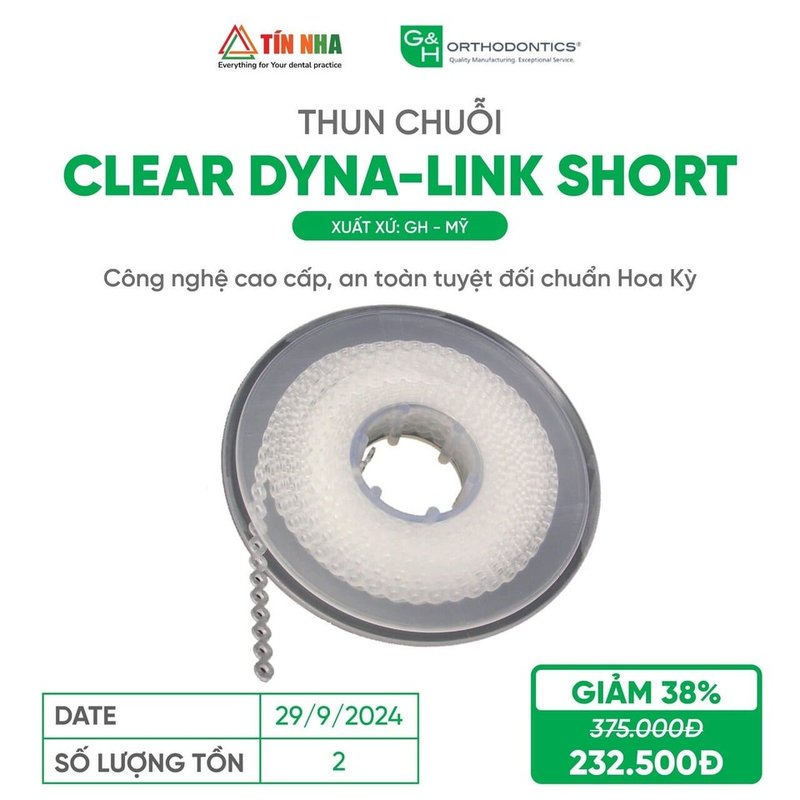 TÍN NHA
Everything for Your dental practice
G&H ORTHODONTICS®
Quality Manufacturing. Exceptional Service.
THUN CHUỖI
CLEAR DYNA-LINK SHORT
XUẤT XỨ: GH - MỸ
Công nghệ cao cấp, an toàn tuyệt đối chuẩn Hoa Kỳ
DATE 29/9/2024
SỐ LƯỢNG TỒN 2
GIẢM 38%
375.000Đ
232.500Đ